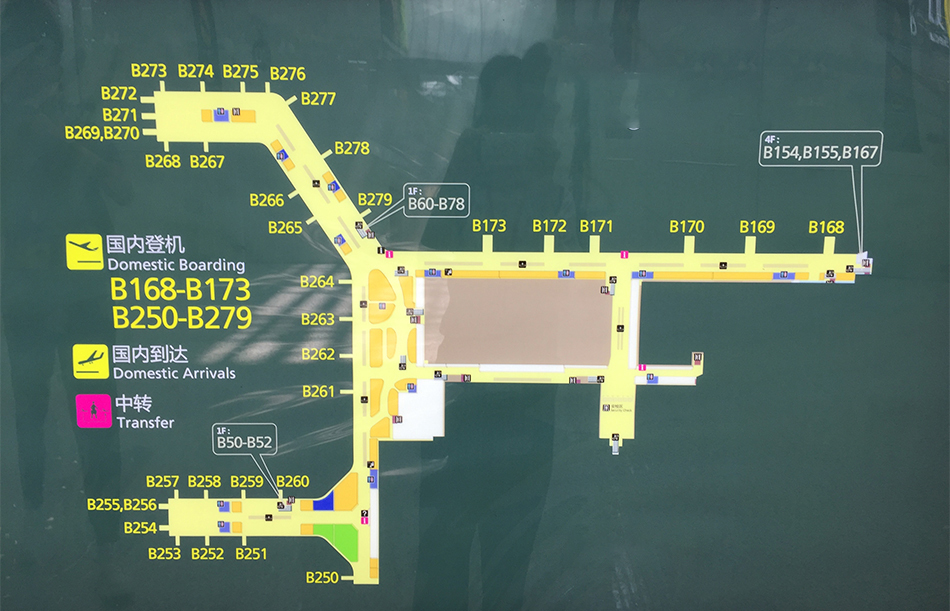 B273 B274 B275 B276
B272
B277
B271
B269,B270
B268 B267
B278
B266
B279
B265
1F:
B60-B78
4F:
B154,B155,B167
B173 B172 B171 B170 B169 B168
国内登机
Domestic Boarding
B168-B173
B250-B279
B264
B263
B262
B261
国内到达
Domestic Arrivals
中转
Transfer
1F:
B50-B52
B257 B258 B259 B260
B255,B256
B254
B253 B252 B251
B250
?